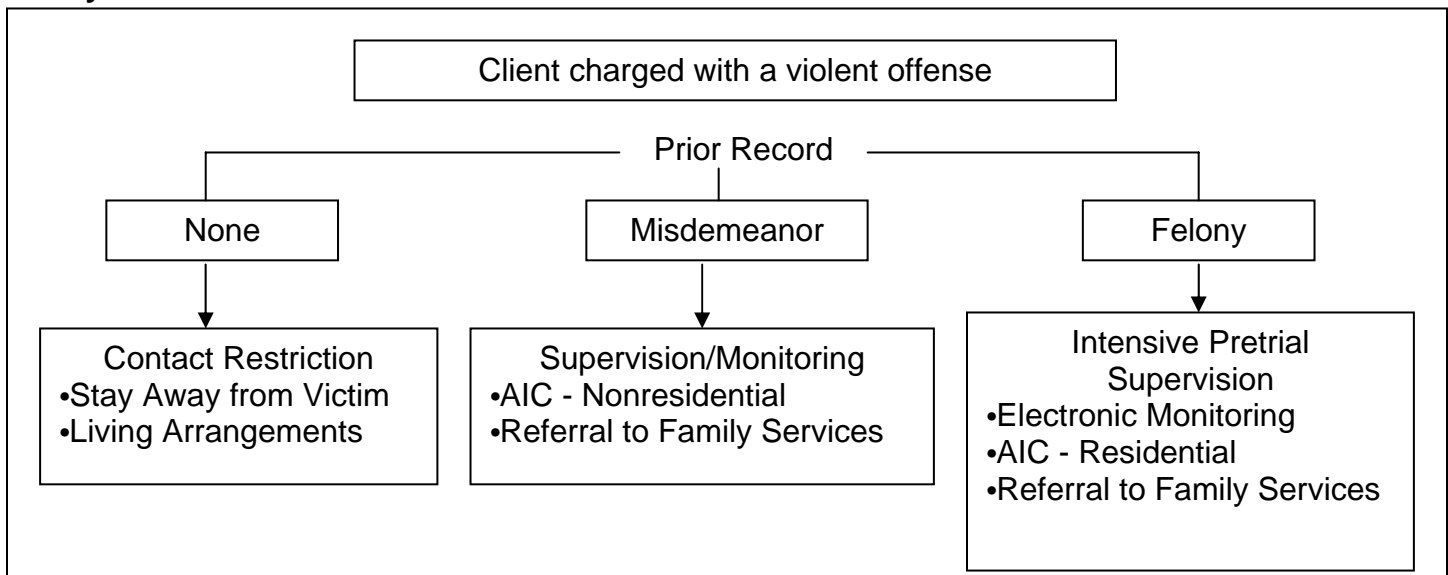 Client charged with a violent offense
Prior Record
None
Misdemeanor
Felony
Contact Restriction
•Stay Away from Victim
•Living Arrangements
Supervision/Monitoring
•AIC - Nonresidential
•Referral to Family Services
Intensive Pretrial
Supervision
•Electronic Monitoring
•AIC - Residential
•Referral to Family Services